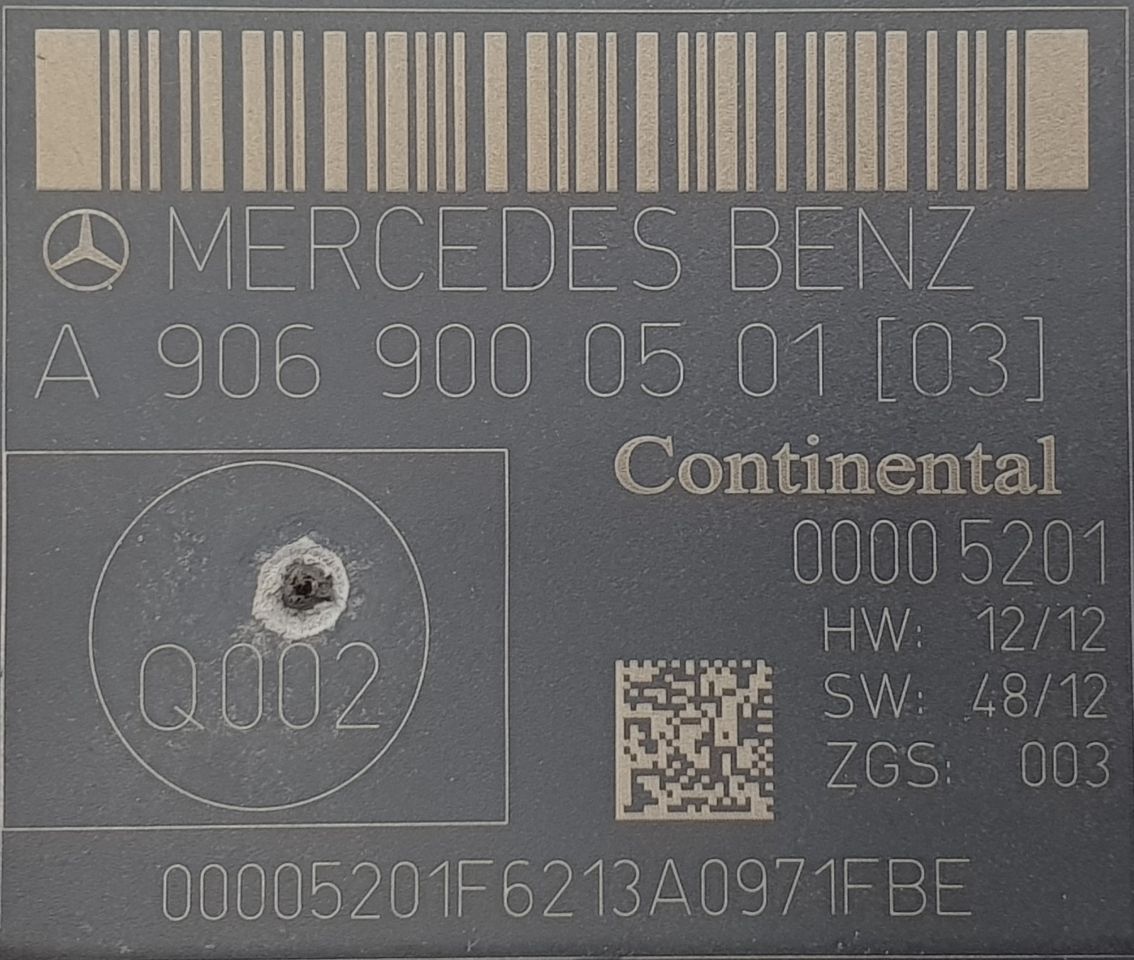 MERCEDES BENZ
A 906 900 05 01 [03]
Continental
0000 5201
HW: 12/12
SW: 48/12
ZGS: 003
Q002
00005201F6213A0971FBE